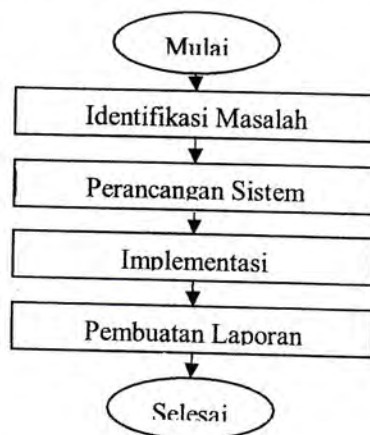 Mulai
Identifikasi Masalah
Perancangan Sistem
Implementasi
Pembuatan Laporan
Selesai